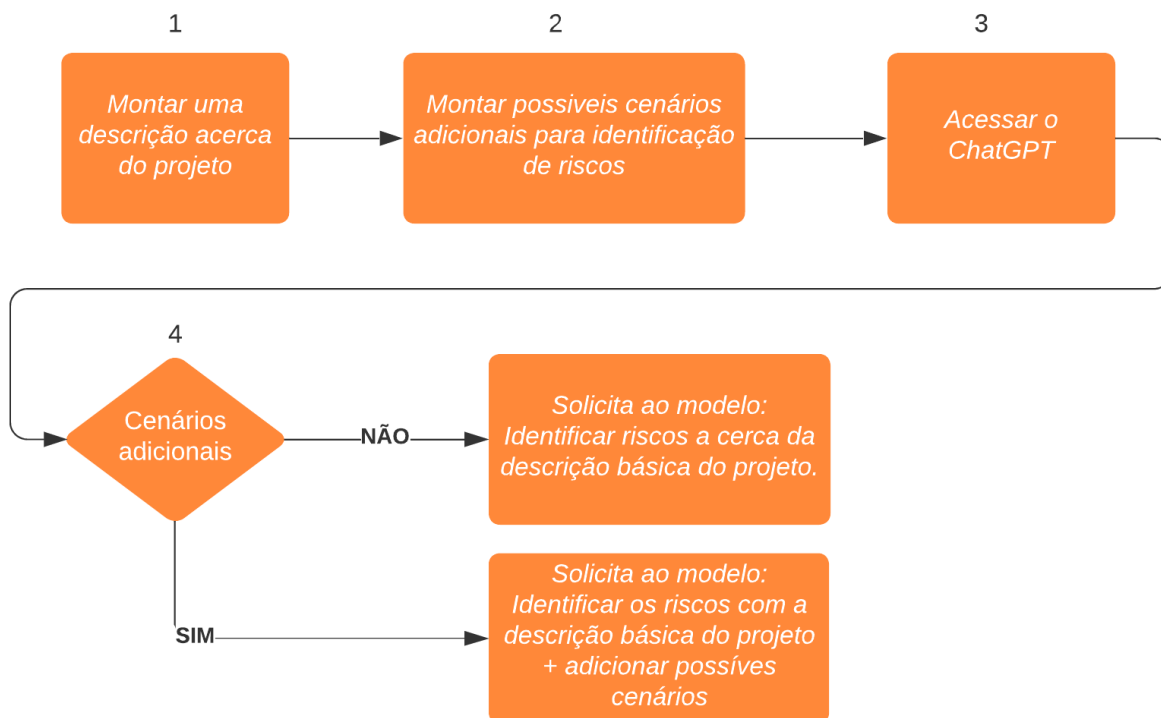 1
2
3
Montar uma
descrição acerca
do projeto
Montar possiveis cenários
adicionais para identificação
de riscos
Acessar o
ChatGPT
4
Cenários
adicionais
NÃO
Solicita ao modelo:
Identificar riscos a cerca da
descrição básica do projeto.
SIM
Solicita ao modelo:
Identificar os riscos com a
descrição básica do projeto
+ adicionar possíves
cenários